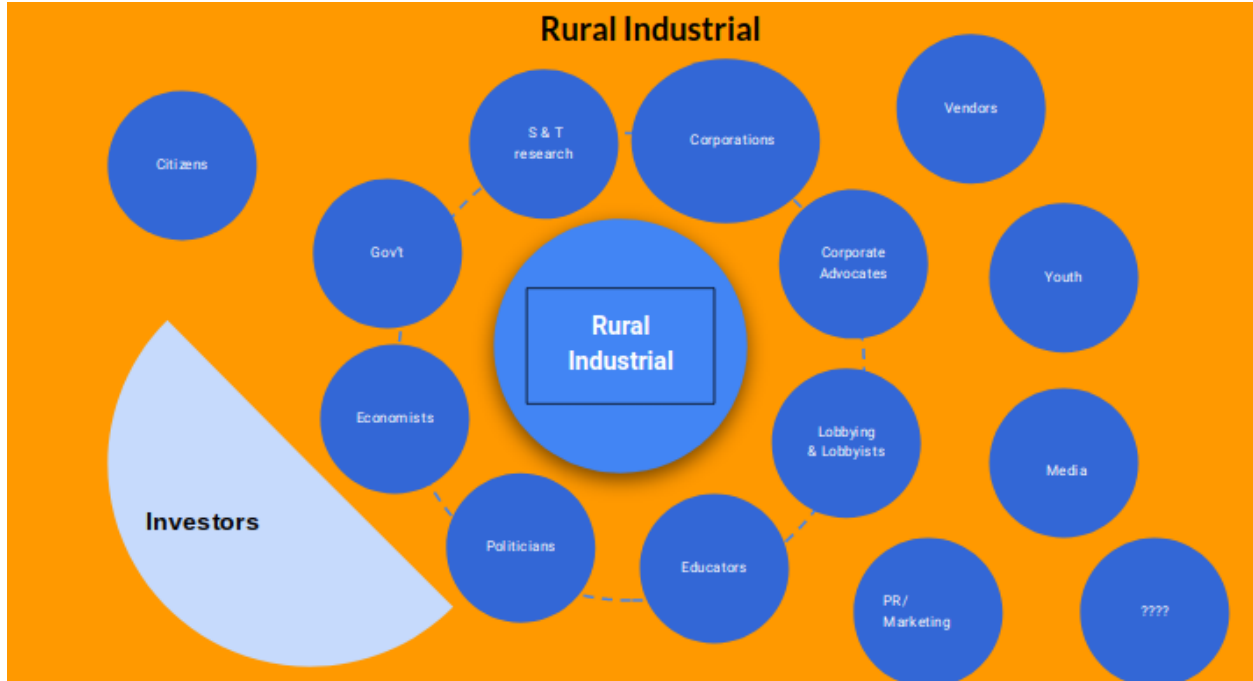 Rural Industrial
Vendors
S & T
research
Corporations
Citizens
Gov't
Corporate
Advocates
Youth
Rural
Industrial
Economists
Lobbying
& Lobbyists
Media
Investors
Politicians
Educators
PR/
Marketing
????